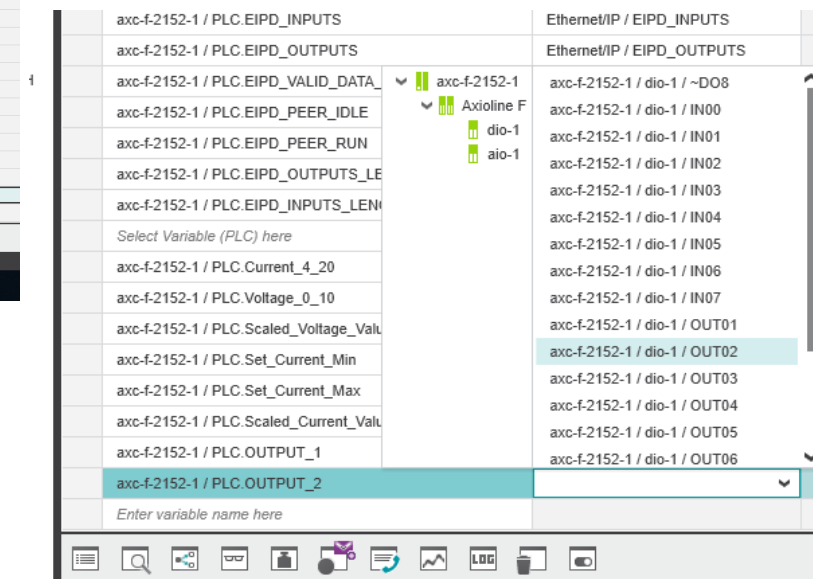 axc-f-2152-1 / PLC.EIPD_INPUTS
Ethernet/IP / EIPD_INPUTS
axc-f-2152-1 / PLC.EIPD_OUTPUTS
Ethernet/IP / EIPD_OUTPUTS
axc-f-2152-1 / PLC.EIPD_VALID_DATA_
axc-f-2152-1 / PLC.EIPD_PEER_IDLE
axc-f-2152-1 / PLC.EIPD_PEER_RUN
axc-f-2152-1 / PLC.EIPD_OUTPUTS_LE
axc-f-2152-1 / PLC.EIPD_INPUTS_LEN
Select Variable (PLC) here
axc-f-2152-1 / PLC.Current_4_20
axc-f-2152-1 / PLC.Voltage_0_10
axc-f-2152-1 / PLC.Scaled_Voltage_Valu
axc-f-2152-1 / PLC.Set_Current_Min
axc-f-2152-1 / PLC.Set_Current_Max
axc-f-2152-1 / PLC.Scaled_Current_Valu
axc-f-2152-1 / PLC.OUTPUT_1
axc-f-2152-1 / PLC.OUTPUT_2
Enter variable name here
axc-f-2152-1
Axioline F
dio-1
aio-1
axc-f-2152-1 / dio-1 / ~DO8
axc-f-2152-1 / dio-1 / IN00
axc-f-2152-1 / dio-1 / IN01
axc-f-2152-1 / dio-1 / IN02
axc-f-2152-1 / dio-1 / IN03
axc-f-2152-1 / dio-1 / IN04
axc-f-2152-1 / dio-1 / IN05
axc-f-2152-1 / dio-1 / IN06
axc-f-2152-1 / dio-1 / IN07
axc-f-2152-1 / dio-1 / OUT01
axc-f-2152-1 / dio-1 / OUT02
axc-f-2152-1 / dio-1 / OUT03
axc-f-2152-1 / dio-1 / OUT04
axc-f-2152-1 / dio-1 / OUT05
axc-f-2152-1 / dio-1 / OUT06
LOG